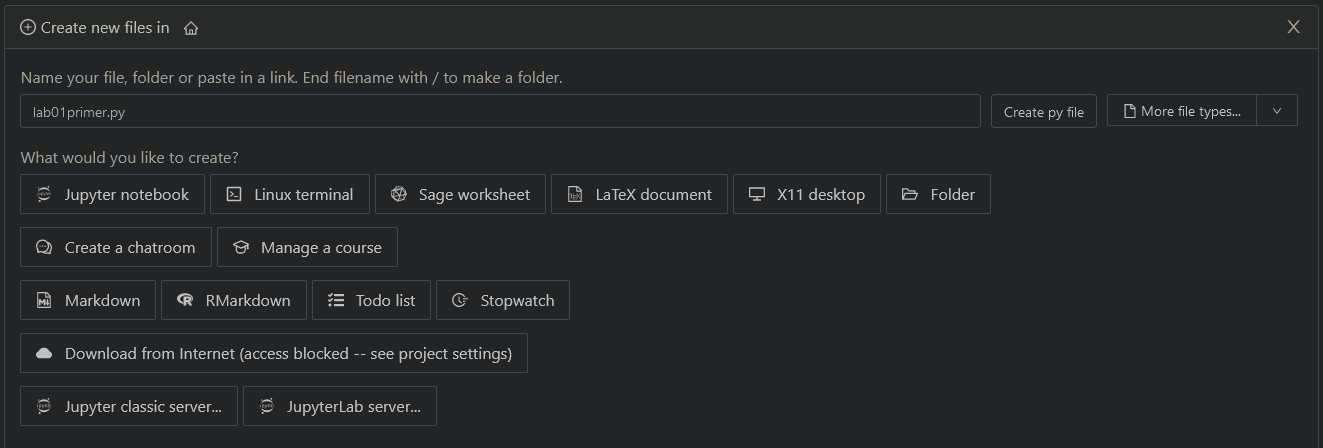 Create new files in
Name your file, folder or paste in a link. End filename with / to make a folder.
lab01primer.py Create py file More file types...
What would you like to create?
Jupyter notebook Linux terminal Sage worksheet LaTeX document X11 desktop Folder
Create a chatroom Manage a course
Markdown RMarkdown Todo list Stopwatch
Download from Internet (access blocked -- see project settings)
Jupyter classic server... JupyterLab server...